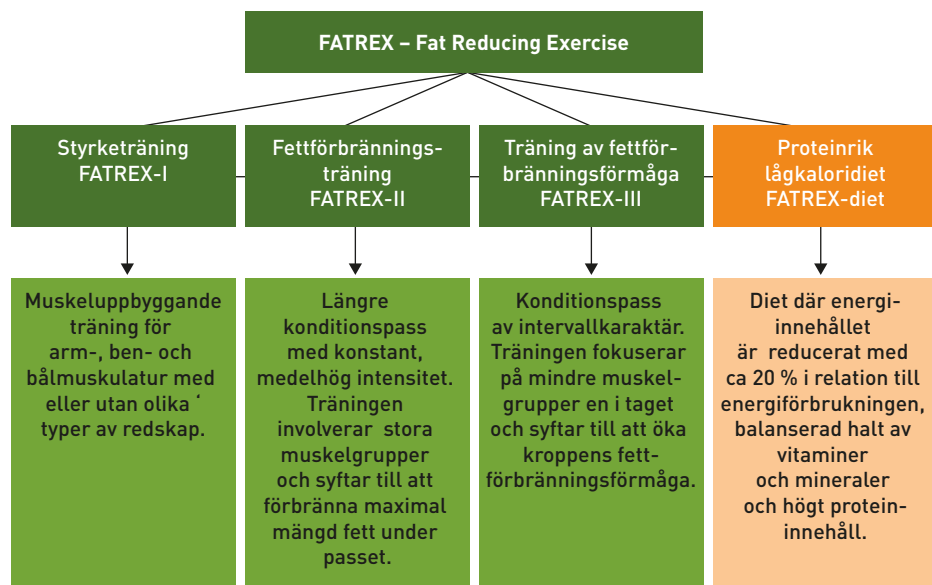 FATREX – Fat Reducing Exercise
Styrketräning
FATREX-I
Fettförbrännings-
träning
FATREX-II
Träning av fettför-
bränningsförmåga
FATREX-III
Proteinrik
lågkaloridiet
FATREX-diet
Muskeluppbyggande
träning för
arm-, ben- och
bålmuskulatur med
eller utan olika ‘
typer av redskap.
Längre
konditionspass
med konstant,
medelhög intensitet.
Träningen
involverar stora
muskelgrupper
och syftar till att
förbränna maximal
mängd fett under
passet.
Konditionspass
av intervallkaraktär.
Träningen fokuserar
på mindre muskel-
grupper en i taget
och syftar till att öka
kroppens fett-
förbränningsförmåga.
Diet där energi-
innehållet
är reducerat med
ca 20 % i relation till
energiförbrukningen,
balanserad halt av
vitaminer
och mineraler
och högt protein-
innehåll.